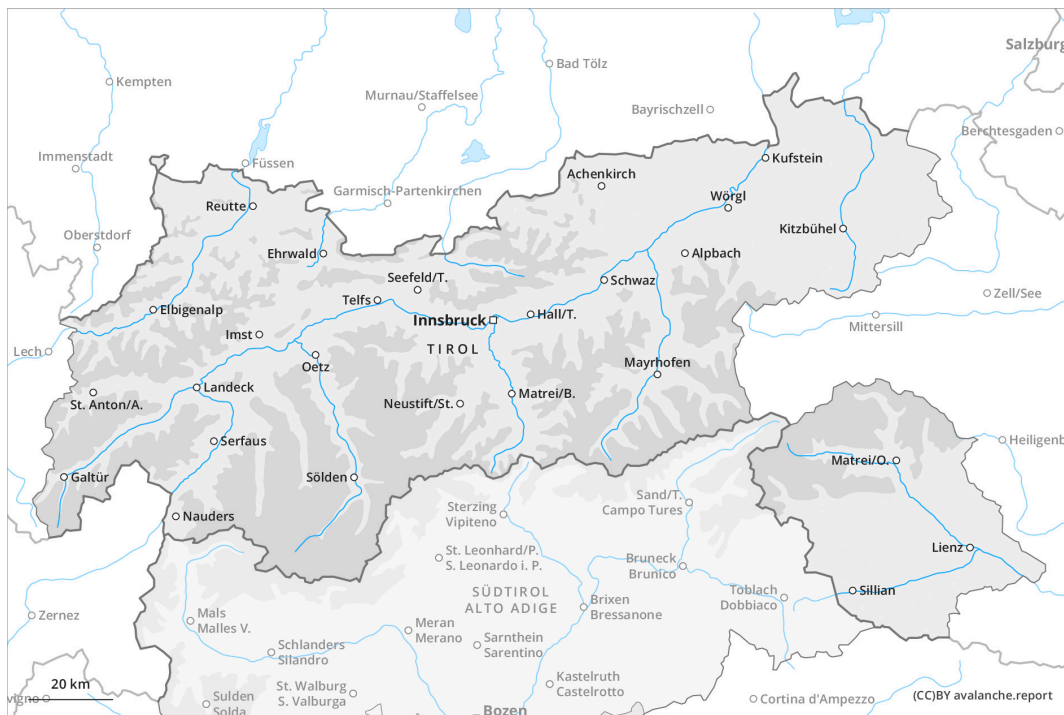 Salzburg
Bad Tölz
Kempten
Murnau/Staffelsee
Bayrischzell
Berchtesgaden
Immenstadt
Füssen
Kufstein
Achenkirch
Garmisch-Partenkirchen
Wörgl
Reutte
Kitzbühel
Oberstdorf
Ehrwald
Alpbach
Seefeld/T.
Schwaz
Zell/See
Telfs
Elbigenalp
Hall/T.
Innsbruck
Mittersill
Imst
TIROL
Lech
Oetz
Mayrhofen
Landeck
Matrei/B.
St. Anton/A.
Neustift/St.
Serfaus
Heiligenb
Matrei/O.
Galtür
Sölden
Sand/T.
Campo Tures
Sterzing
Vipiteno
Nauders
Lienz
St. Leonhard/P.
S. Leonardo i. P.
Bruneck
Brunico
SÜDTIROL
ALTO ADIGE
Sillian
Toblach
Dobbiaco
Brixen
Bressanone
Zernez
Mals
Malles V.
Meran
Merano
Sarnthein
Sarentino
Schlanders
Silandro
Kastelruth
Castelrotto
20 km
St. Walburg
S. Valburga
vigno
Cortina d'Ampezzo
(CC)BY avalanche.report
Sulden
Solda
Bozen